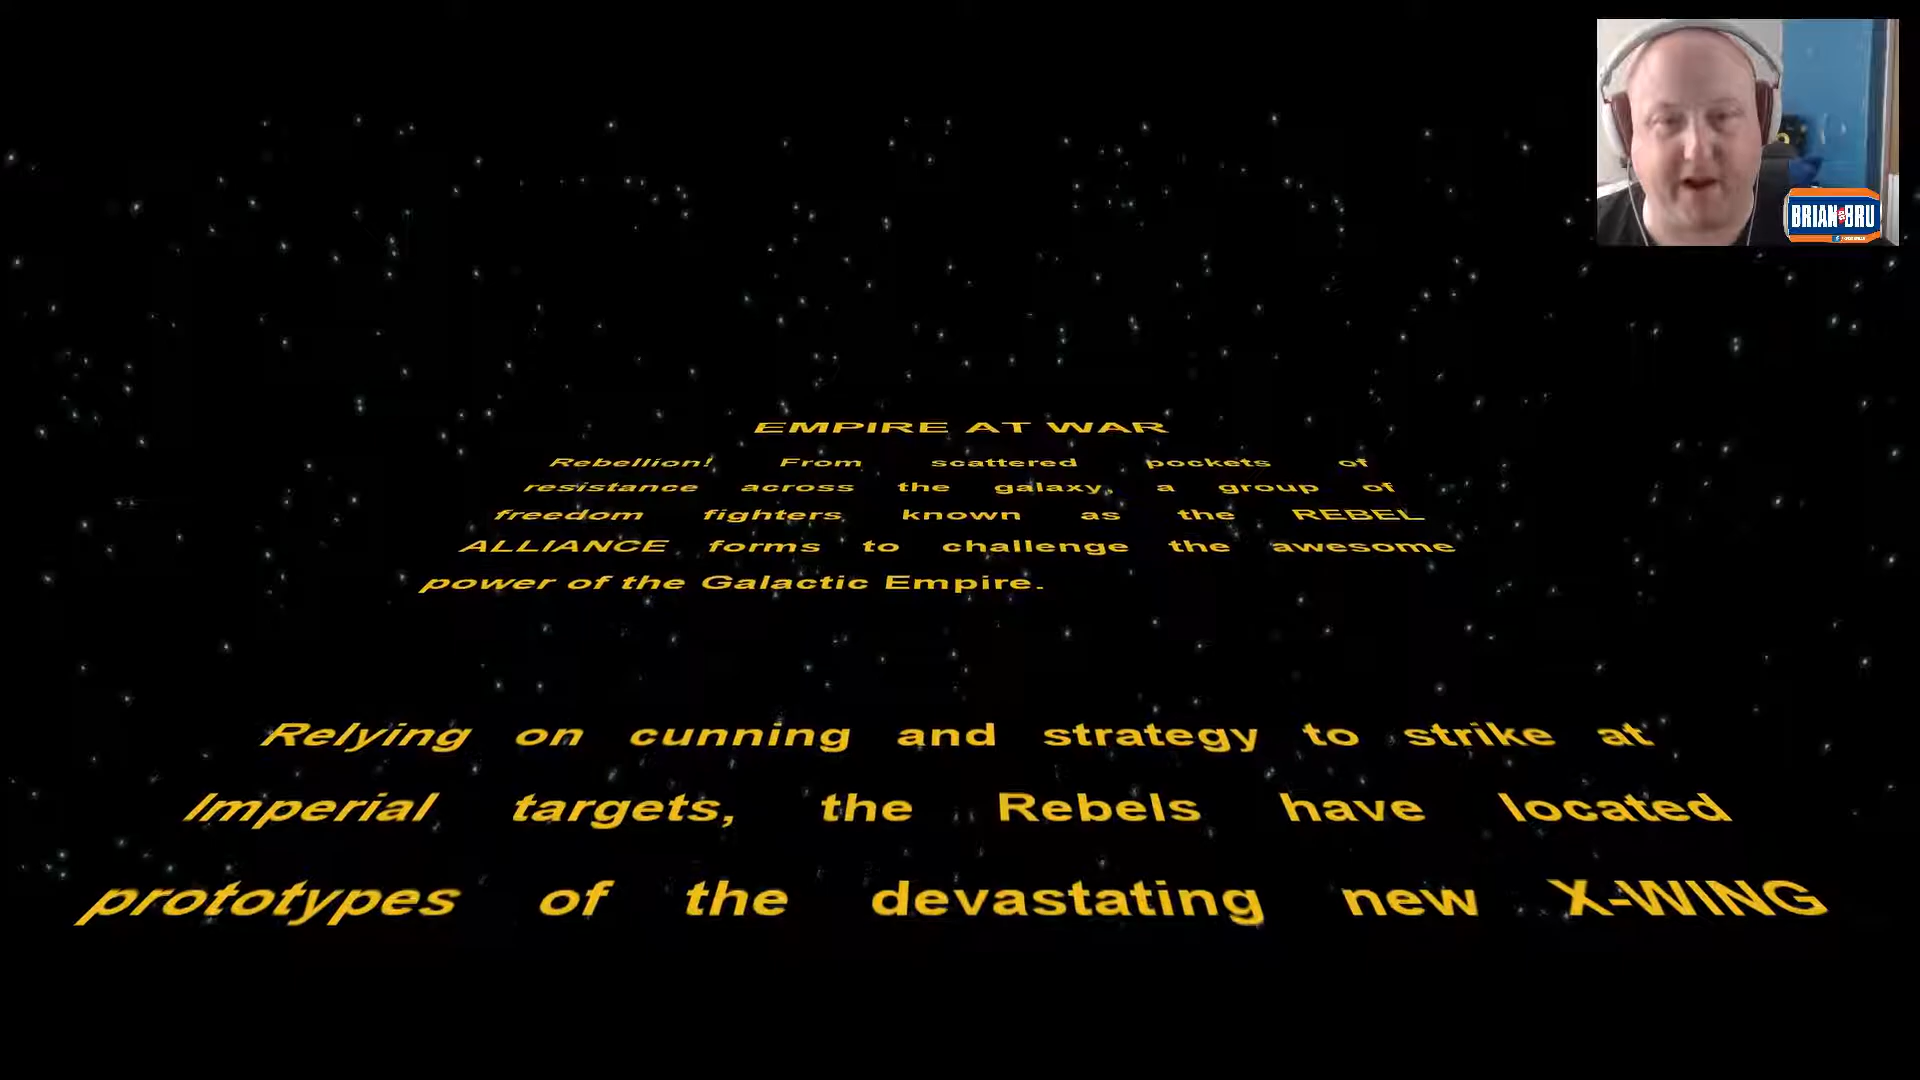 EMPIRE AT WAR
Rebellion! From scattered pockets of
resistance across the galaxy, a group of
freedom fighters known as the REBEL
ALLIANCE forms to challenge the awesome
power of the Galactic Empire.
Relying on cunning and strategy to strike at
Imperial targets, the Rebels have located
prototypes of the devastating new X-WING
BRIAN BRU